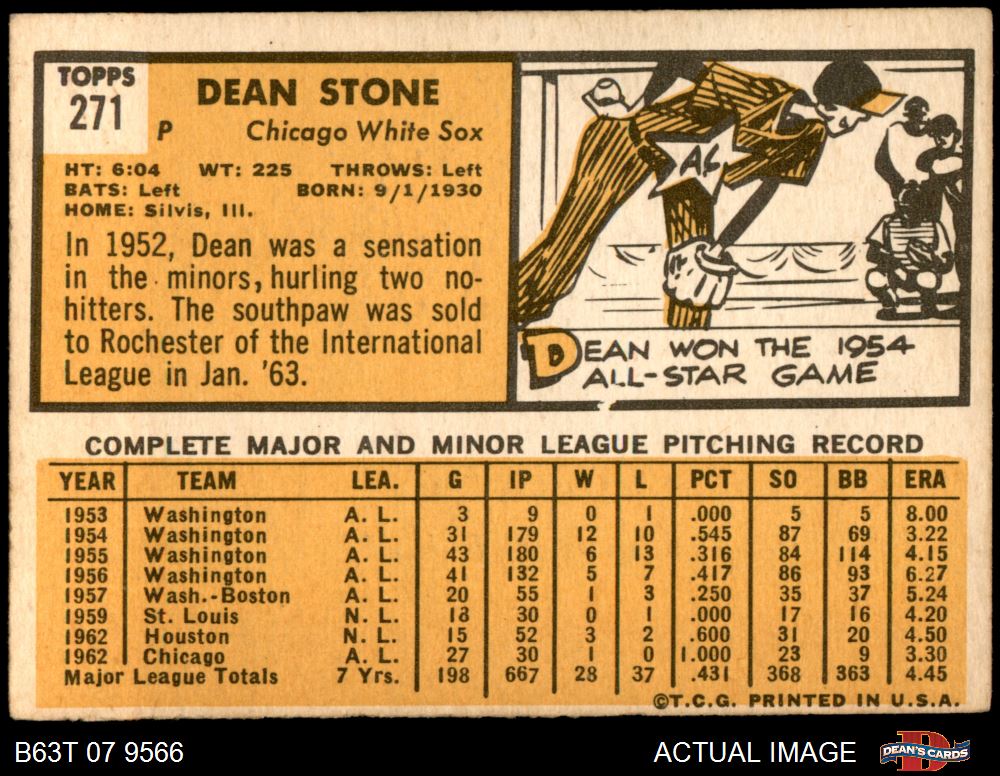 TOPPS
271
DEAN STONE
P Chicago White Sox
HT: 6:04 WT: 225 THROWS: Left
BATS: Left BORN: 9/1/1930
HOME: Silvis, Ill.
In 1952, Dean was a sensation
in the minors, hurling two no-
hitters. The southpaw was sold
to Rochester of the International
League in Jan. '63.
AL
DEAN WON THE 1954
ALL-STAR GAME
COMPLETE MAJOR AND MINOR LEAGUE PITCHING RECORD
YEAR TEAM LEA. G IP W L PCT SO BB ERA
1953 Washington A. L. 3 9 0 1 .000 5 5 8.00
1954 Washington A. L. 31 179 12 10 .545 87 69 3.22
1955 Washington A. L. 43 180 6 13 .316 84 114 4.15
1956 Washington A. L. 41 132 5 7 .417 86 93 6.27
1957 Wash.-Boston A. L. 20 55 1 3 .250 35 37 5.24
1959 St. Louis N. L. 18 30 0 1 .000 17 16 4.20
1962 Houston N. L. 15 52 3 2 .600 31 20 4.50
1962 Chicago A. L. 27 30 1 0 1.000 23 9 3.30
Major League Totals 7 Yrs. 198 667 28 37 .431 368 363 4.45
©T.C.G. PRINTED IN U.S.A.
B63T 07 9566 ACTUAL IMAGE DEAN'S CARDS